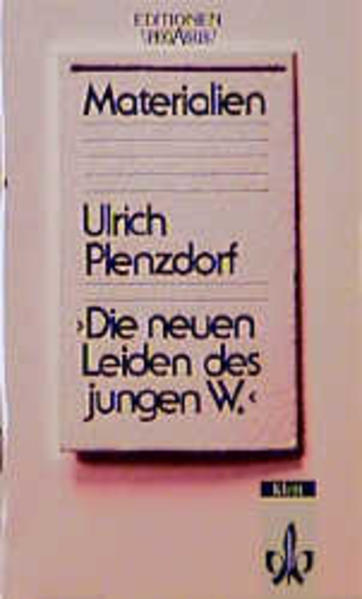 EDITIONEN
Materialien
Ulrich
Plenzdorf
›Die neuen
Leiden des
jungen W.‹
Klett